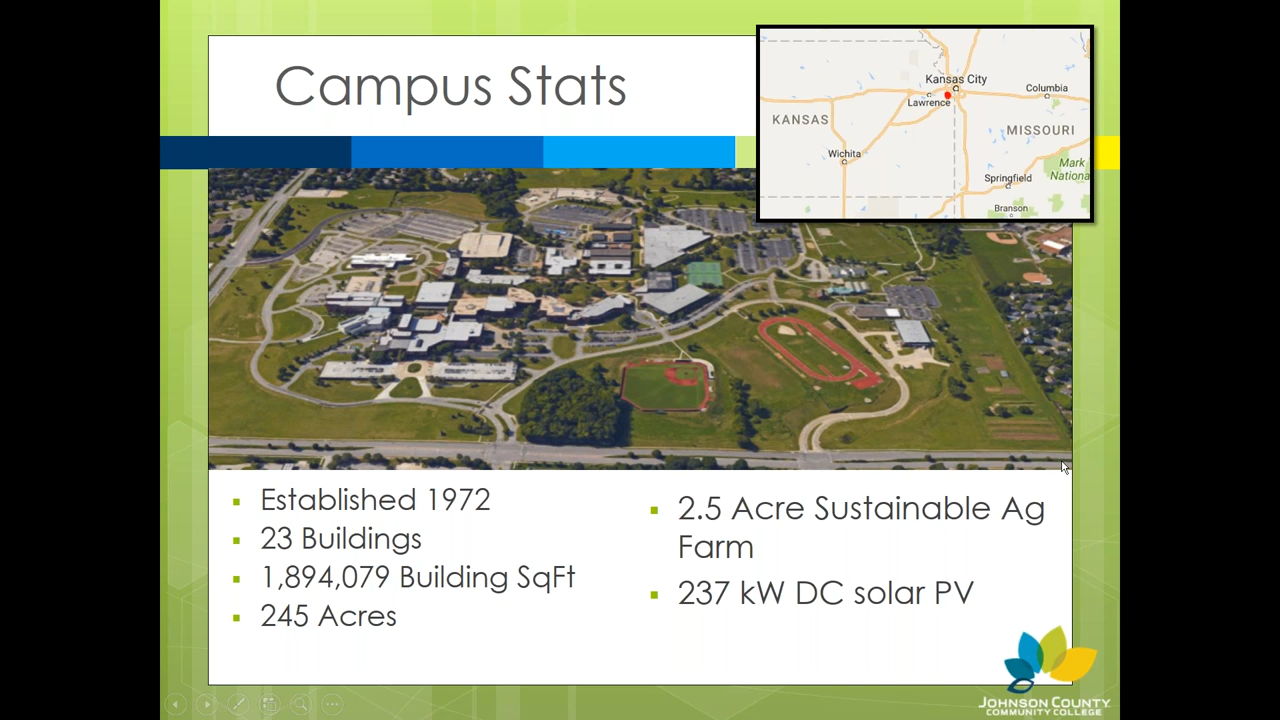 Campus Stats
Kansas City
Lawrence
Columbia
KANSAS
MISSOURI
Wichita
Mark
Nationa
Springfield
Branson
Established 1972
23 Buildings
1,894,079 Building SqFt
245 Acres
2.5 Acre Sustainable Ag
Farm
237 kW DC solar PV
JOHNSON COUNTY
COMMUNITY COLLEGE